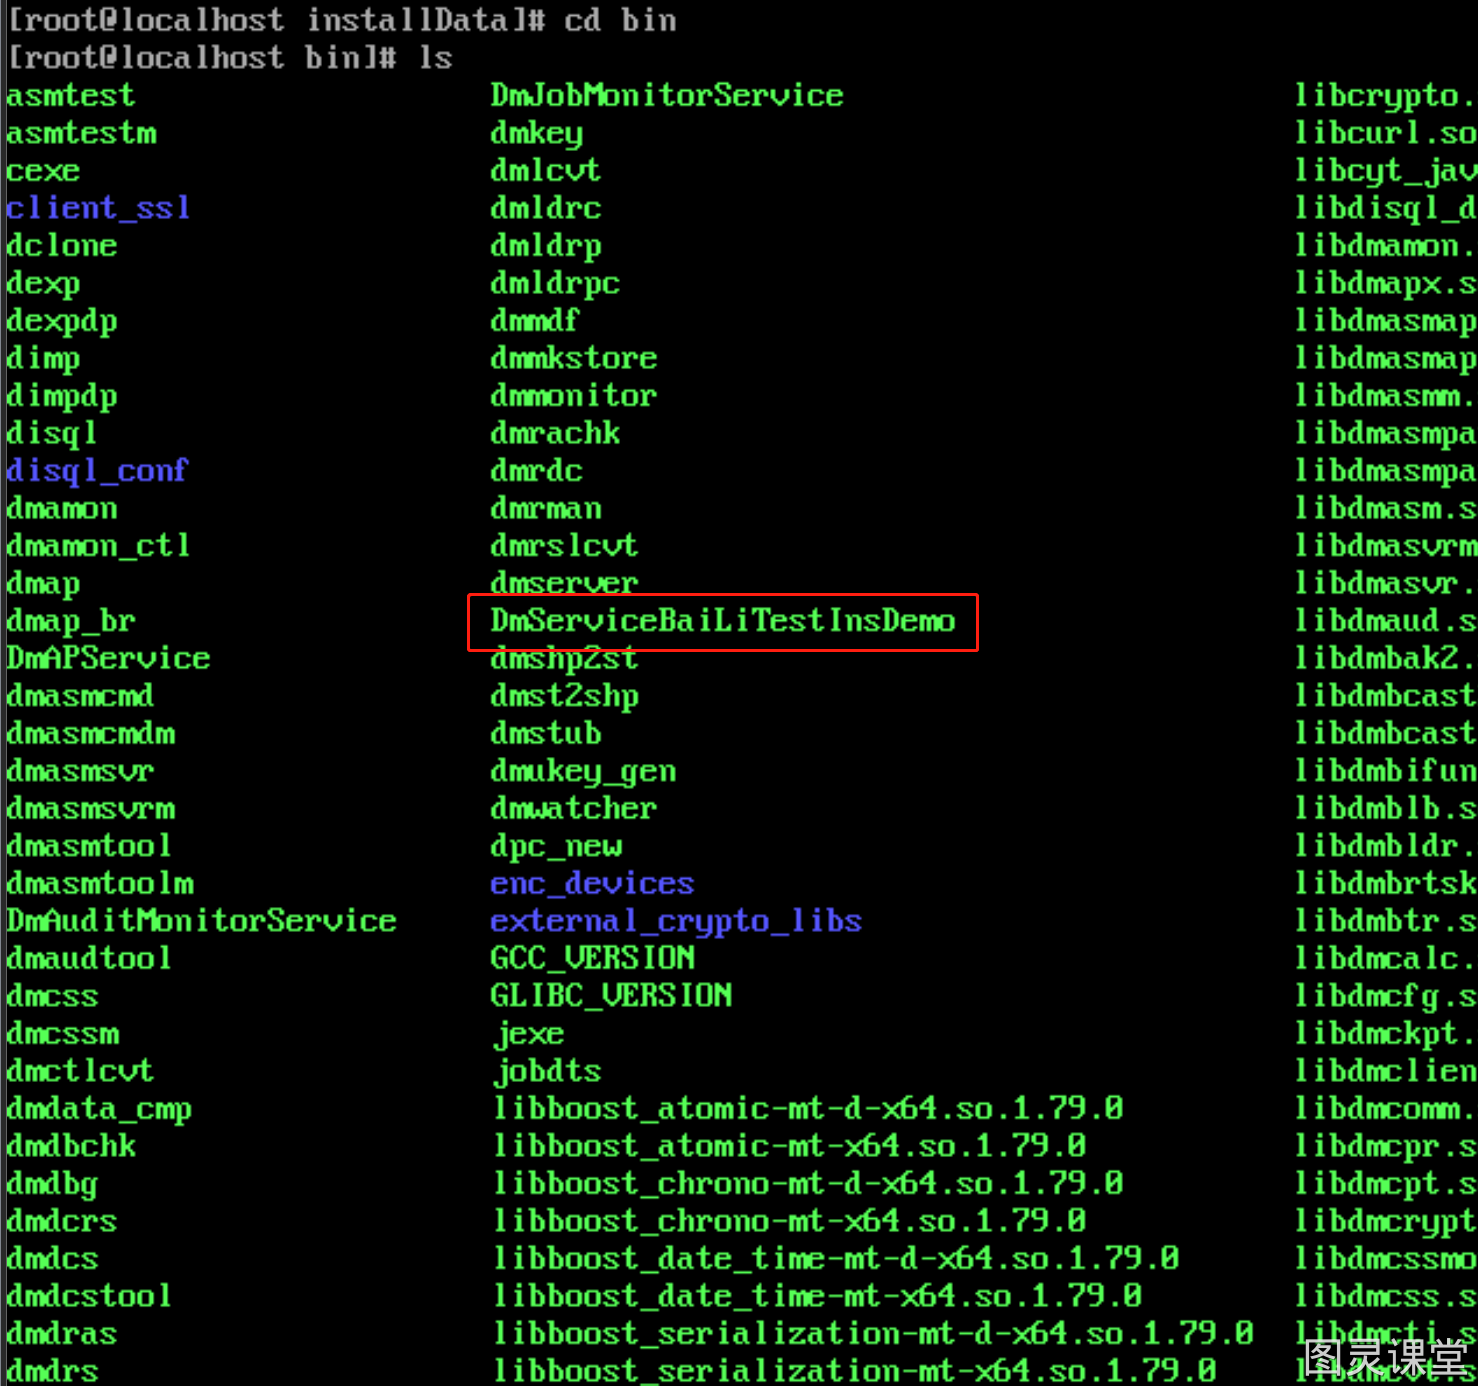 [root@localhost installData]# cd bin
[root@localhost bin]# ls
asmtest DmJobMonitorService libcrypto.
asmtestm dmkey libcurl.so
cexe dmlcvt libcyt_jav
client_ssl dmldrc libdisql_d
dclone dmldrp libdmamon.
dexp dmldrpc libdmapx.s
dexpdp dmmdf libdmasmap
dimp dmmkstore libdmasmap
dimpdp dmmonitor libdmasmm.
disql dmrachk libdmasmpa
disql_conf dmrdc libdmasmpa
dmamon dmrman libdmasm.s
dmamon_ctl dmrslcvt libdmasvrm
dmap dmserver libdmasvr.
dmap_br DmServiceBaiLiTestInsDemo libdmaud.s
DmAPService dmshp2st libdmbak2.
dmasmcmd dmst2shp libdmbcast
dmasmcmdm dmstub libdmbcast
dmasmsvr dmukey_gen libdmbifun
dmasmsvrm dmwatcher libdmblb.s
dmasmtool dpc_new libdmbldr.
dmasmtoolm enc_devices libdmbrtsk
DmAuditMonitorService external_crypto_libs libdmbtr.s
dmaudtool GCC_VERSION libdmcalc.
dmcss GLIBC_VERSION libdmcfg.s
dmcssm jexe libdmckpt.
dmctlcvt jobdts libdmclien
dmdata_cmp libboost_atomic-mt-d-x64.so.1.79.0 libdmcomm.
dmdbchk libboost_atomic-mt-x64.so.1.79.0 libdmcpr.s
dmdbg libboost_chrono-mt-d-x64.so.1.79.0 libdmcpt.s
dmdcrs libboost_chrono-mt-x64.so.1.79.0 libdmcrypt
dmdcs libboost_date_time-mt-d-x64.so.1.79.0 libdmcssmo
dmdcstool libboost_date_time-mt-x64.so.1.79.0 libdmcss.s
dmdras libboost_serialization-mt-d-x64.so.1.79.0 libdmcti.s
dmdrs libboost_serialization-mt-x64.so.1.79.0
图灵课堂